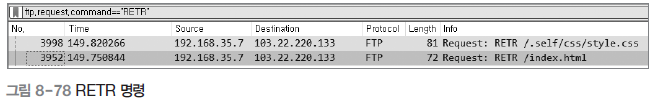 ftp,request,command=="RETR"
No, Time Source Destination Protocol Length Info
3998 149.820266 192.168.35.7 103.22.220.133 FTP 81 Request: RETR /.self/css/style.css
3952 149.750844 192.168.35.7 103.22.220.133 FTP 72 Request: RETR /index.html
그림 8-78 RETR 명령